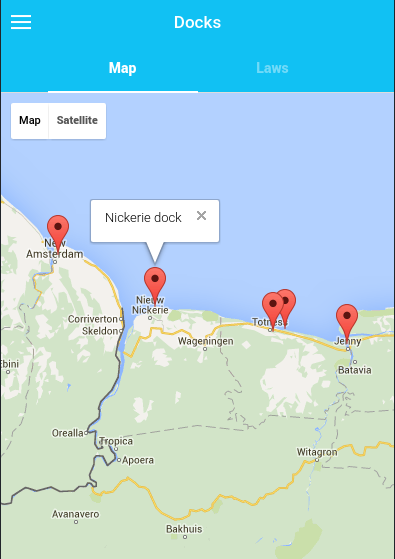 Docks
Map
Laws
Map
Satellite
Nickerie dock
New
Amsterdam
Nieuw
Nickerie
Corriverton
Skeldon
Totness
Wageningen
Jenny
Batavia
Ebini
Orealla
Tropica
Apoera
Witagron
Avanavero
Bakhuis